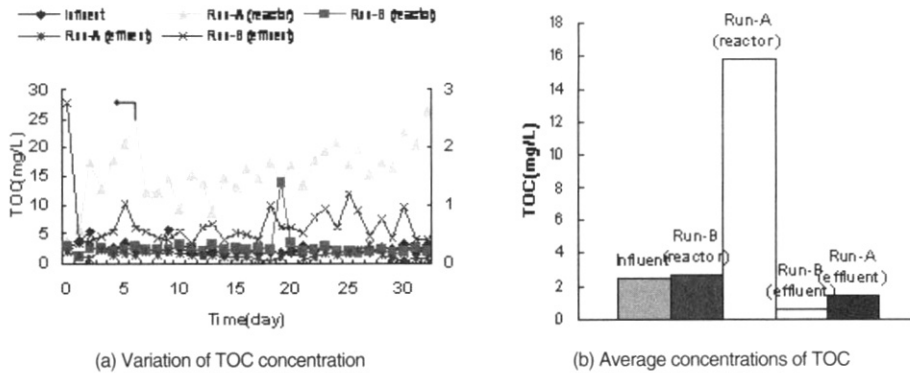 Influent Run-A (reactor) Run-B (reactor)
Run-A (effluent) Run-B (effluent)
30
25
20
15
10
5
0
TOC(mg/L)
3
2
1
0
0 5 10 15 20 25 30
Time(day)
(a) Variation of TOC concentration
18
16
14
12
10
8
6
4
2
0
TOC(mg/L)
Run-A
(reactor)
Influent
Run-B
(reactor)
Run-B
(effluent)
Run-A
(effluent)
(b) Average concentrations of TOC